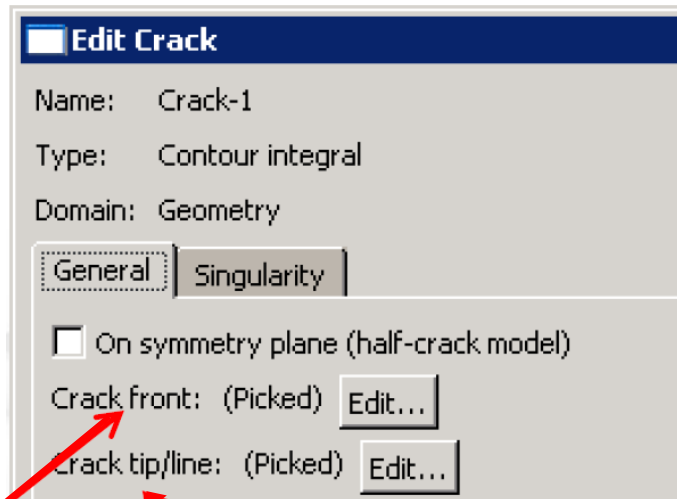 Edit Crack
Name: Crack-1
Type: Contour integral
Domain: Geometry
General Singularity
On symmetry plane (half-crack model)
Crack front: (Picked) Edit...
Crack tip/line: (Picked) Edit...